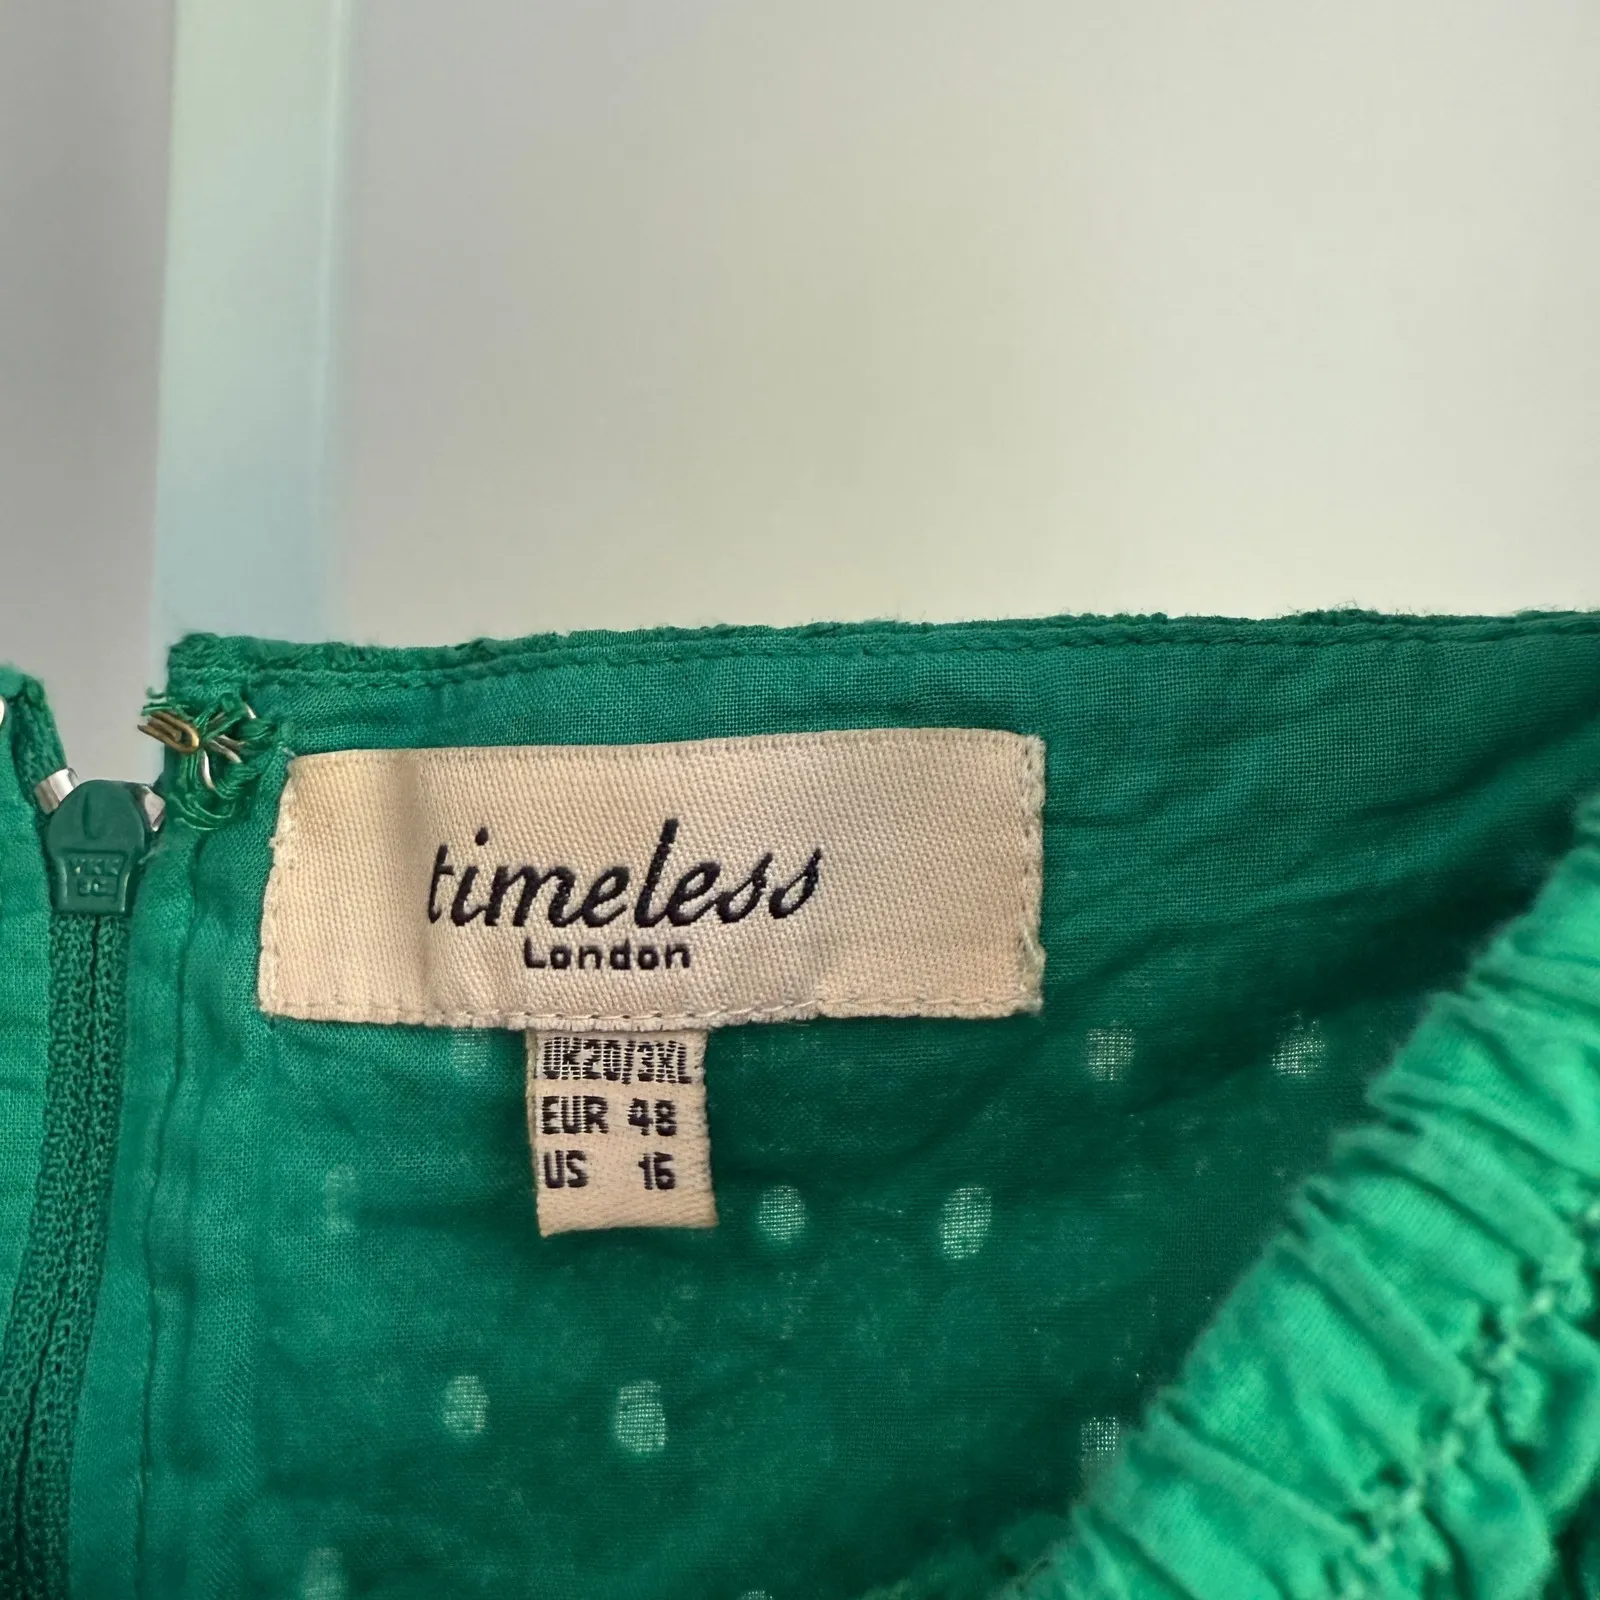 timeless
London
UK20/3XL
EUR 48
US 16